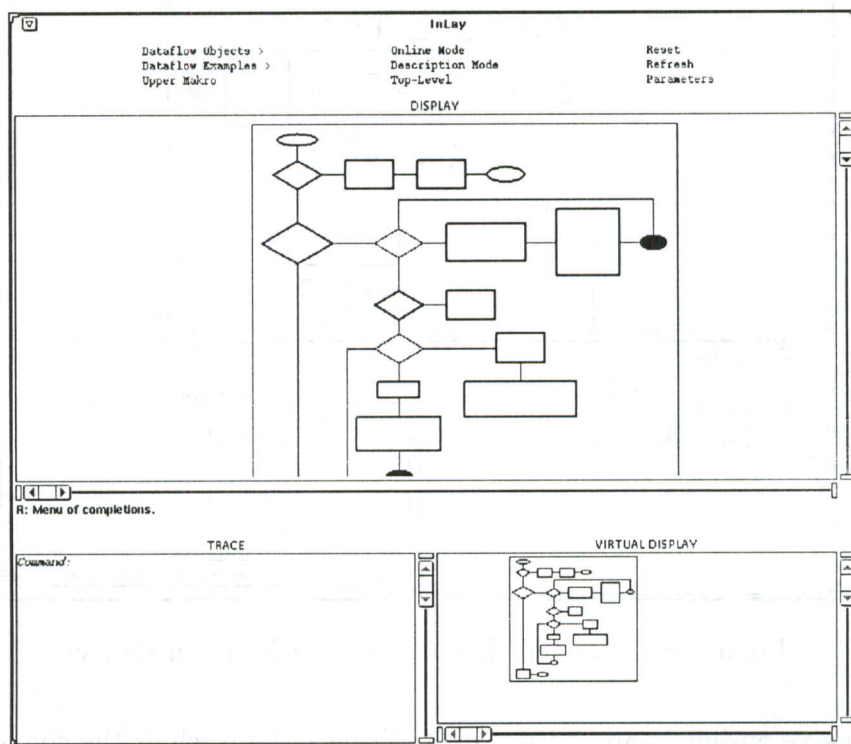 InLay
Dataflow Objects > Online Mode Reset
Dataflow Examples > Description Mode Refresh
Upper Makro Top-Level Parameters
DISPLAY
R: Menu of completions.
TRACE VIRTUAL DISPLAY
Command: